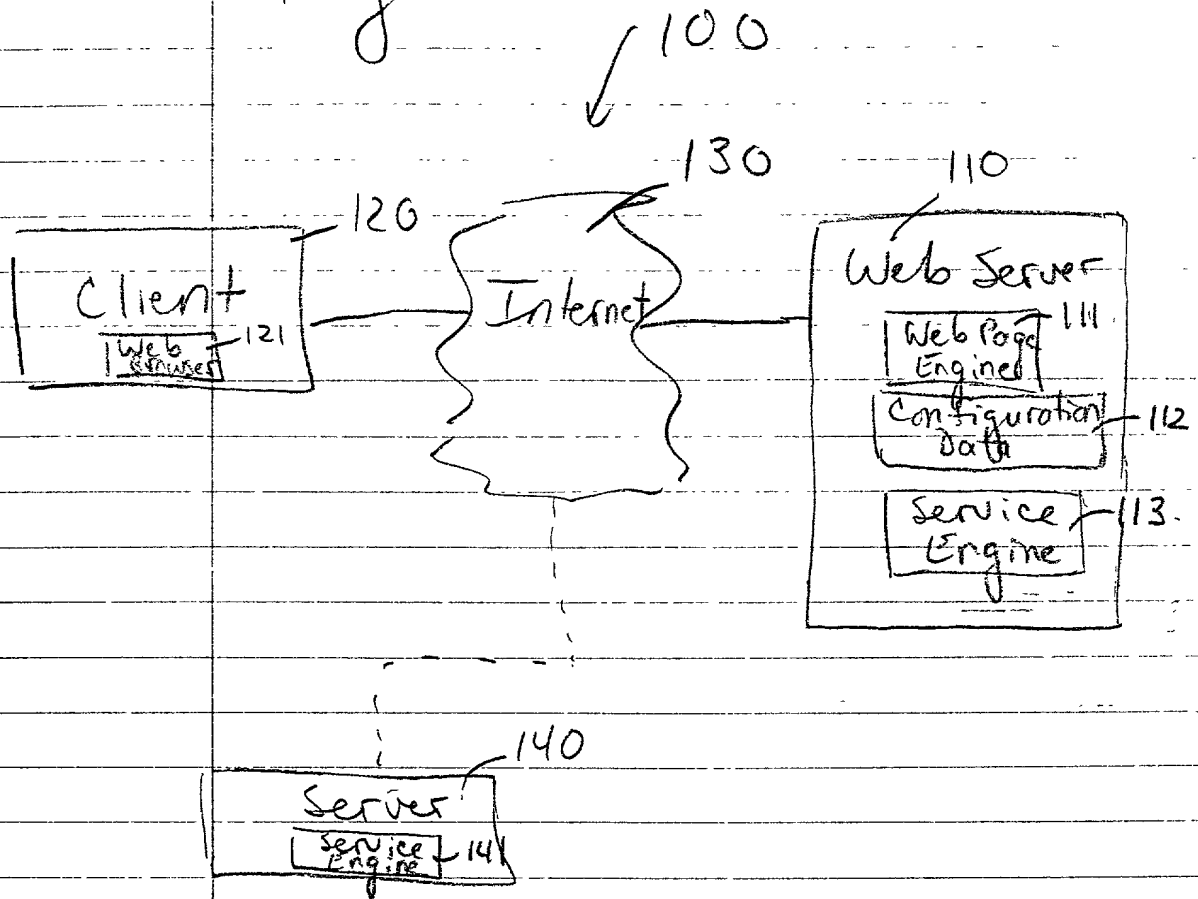 100
130
110
120
Client
Web
Browser
121
Internet
Web Server
Web Page
Engine
111
Configuration
Data
112
Service
Engine
113.
140
Server
Service
Engine
141